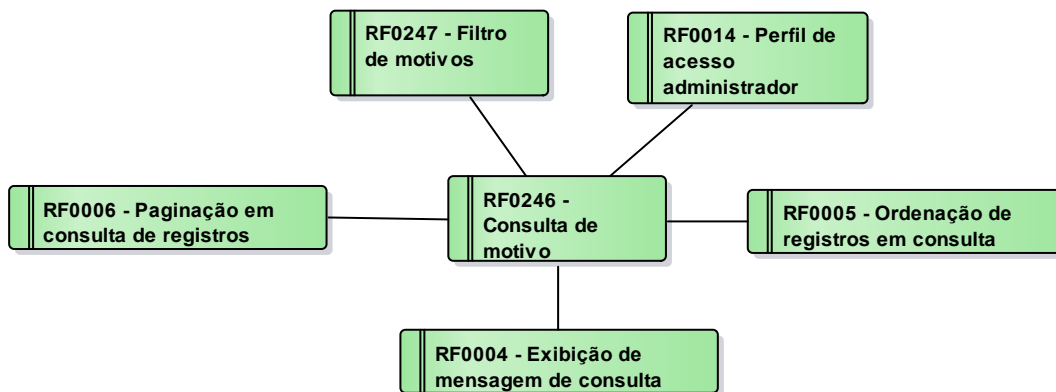 RF0247 - Filtro
de motivos
RF0014 - Perfil de
acesso
administrador
RF0006 - Paginação em
consulta de registros
RF0246 -
Consulta de
motivo
RF0005 - Ordenação de
registros em consulta
RF0004 - Exibição de
mensagem de consulta